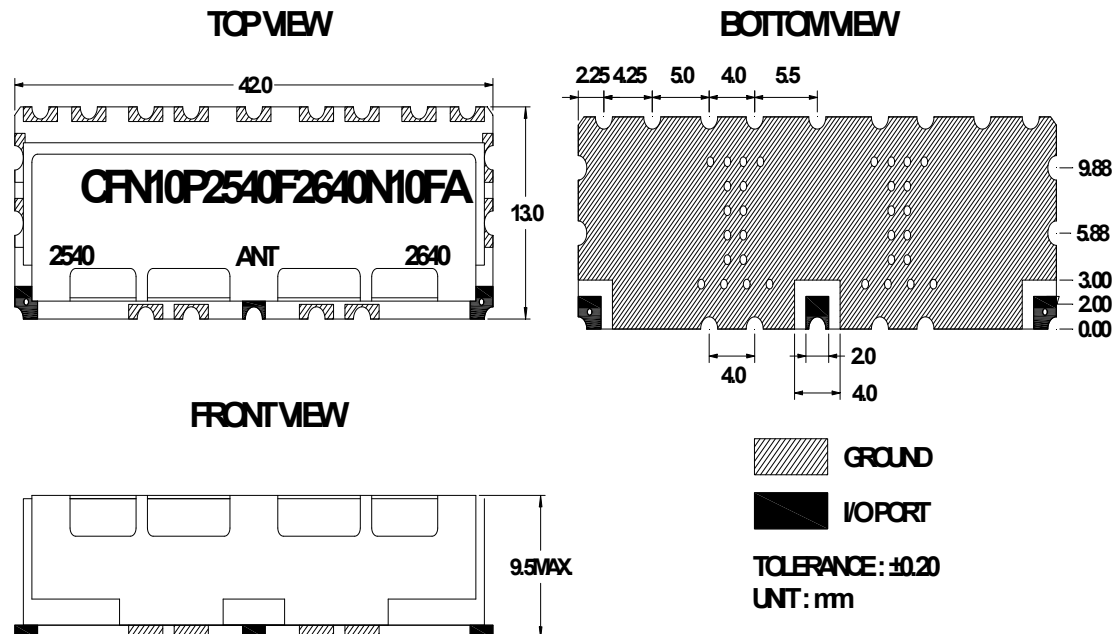 TOP VIEW
42.0
CFN10P2540F2640N10FA
2540 ANT 2640
13.0
BOTTOM VIEW
2.25 4.25 5.0 4.0 5.5
9.88
5.88
3.00
2.00
0.00
4.0
2.0
4.0
FRONT VIEW
9.5MAX.
GROUND
I/O PORT
TOLERANCE : ±0.20
UNIT : mm